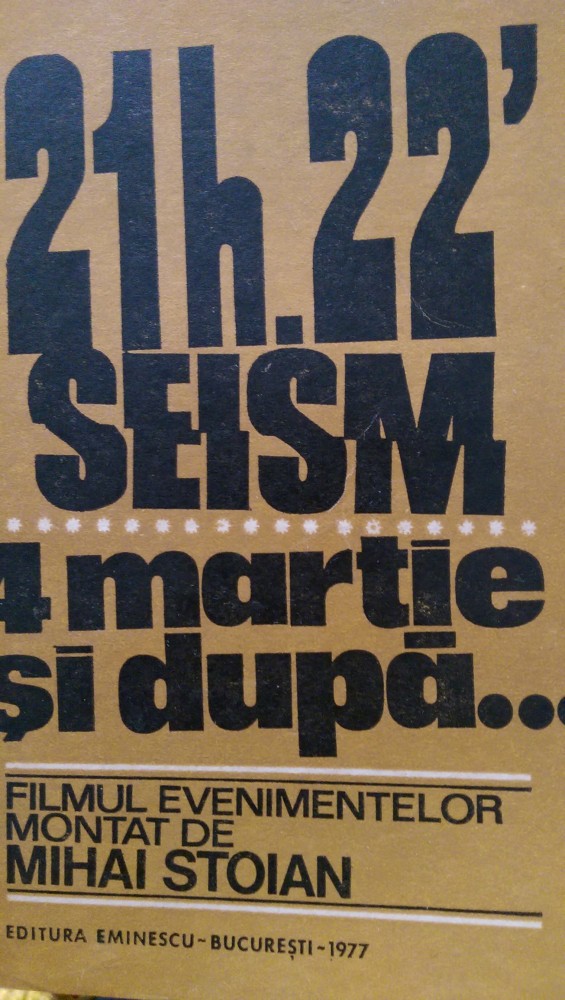 21h.22'
SEISM
4 martie
și după...
FILMUL EVENIMENTELOR
MONTAT DE
MIHAI STOIAN
EDITURA EMINESCU~BUCUREȘTI~1977